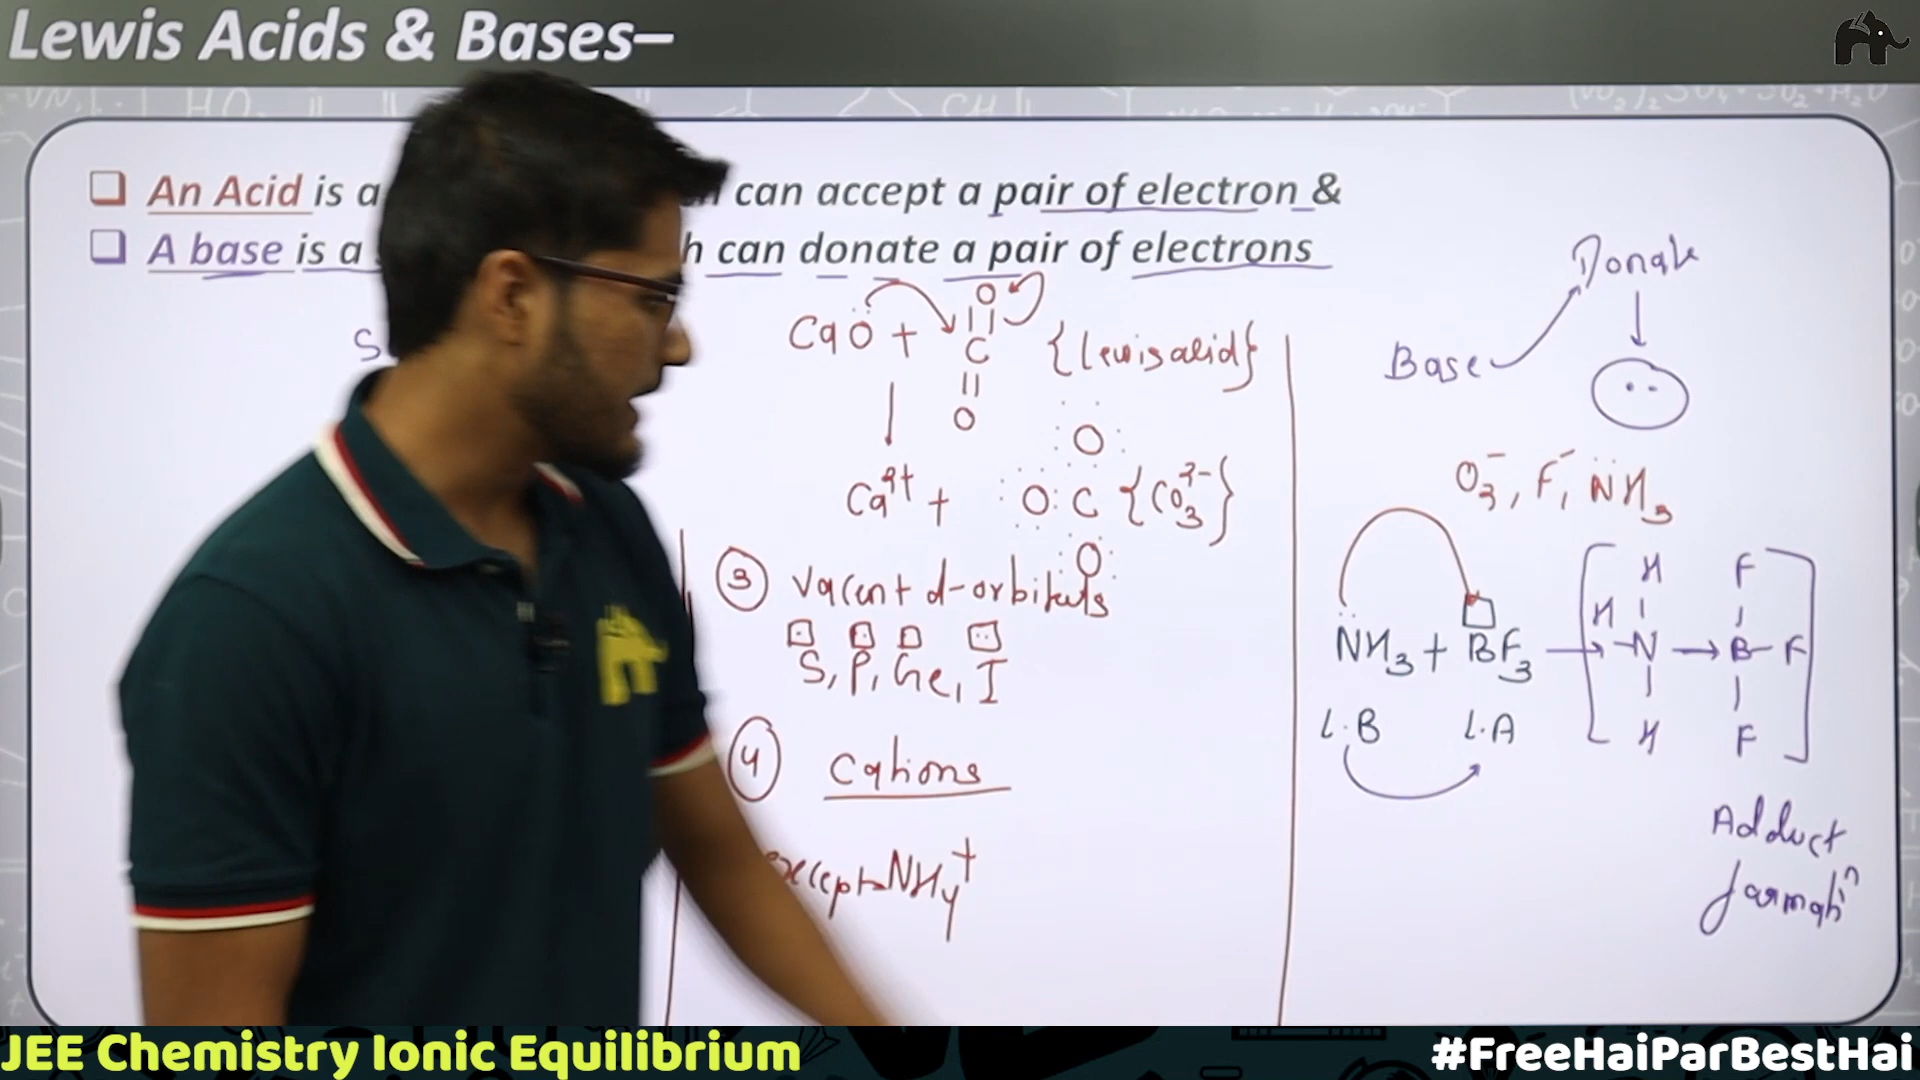 Lewis Acids & Bases–
An Acid is a can accept a pair of electron &
A base is a h can donate a pair of electrons
S
CaO + O
C
O
{Lewis acid}
Ca2+ + O O C O {CO3 2-}
3 Vacent d-orbitals
S, P, Ge, I
4 Cations
except NH4+
Donate
Base
O3-, F-, NH3
NH3 + BF3 → [ H H N H → B F F F ]
L.B L.A
Adduct
formatn
JEE Chemistry Ionic Equilibrium
#FreeHaiParBestHai